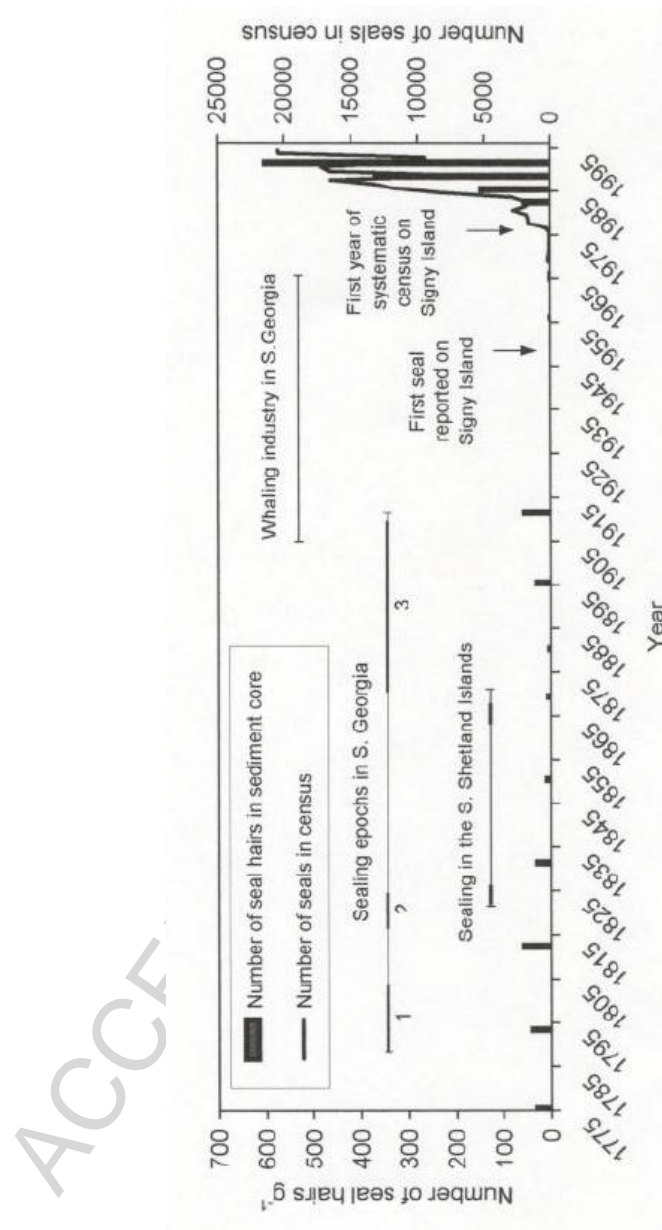 ACCE
Number of seal hairs g-1
700
600
500
400
300
200
100
0
Number of seal hairs in sediment core
Number of seals in census
Sealing epochs in S. Georgia
1
2
3
Whaling industry in S.Georgia
Sealing in the S. Shetland Islands
First seal
reported on
Signy Island
First year of
systematic
census on
Signy Island
Number of seals in census
25000
20000
15000
10000
5000
0
1775
1785
1795
1805
1815
1825
1835
1845
1855
1865
1875
1885
1895
1905
1915
1925
1935
1945
1955
1965
1975
1985
1995
Year